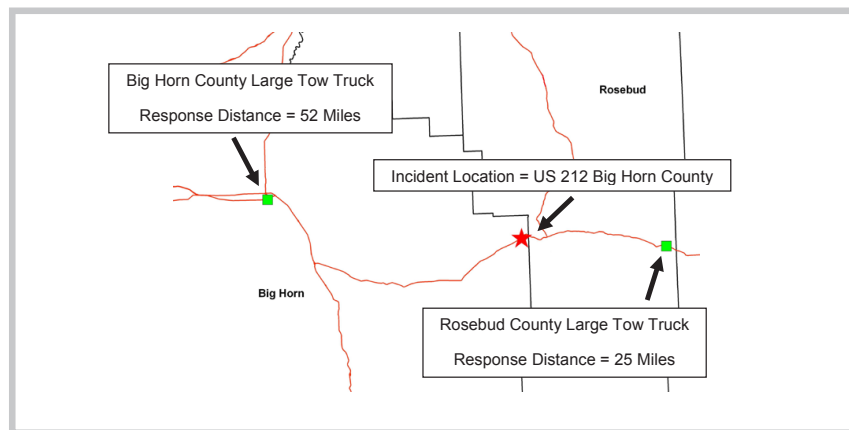 Big Horn County Large Tow Truck
Response Distance = 52 Miles
Rosebud
Incident Location = US 212 Big Horn County
Big Horn
Rosebud County Large Tow Truck
Response Distance = 25 Miles